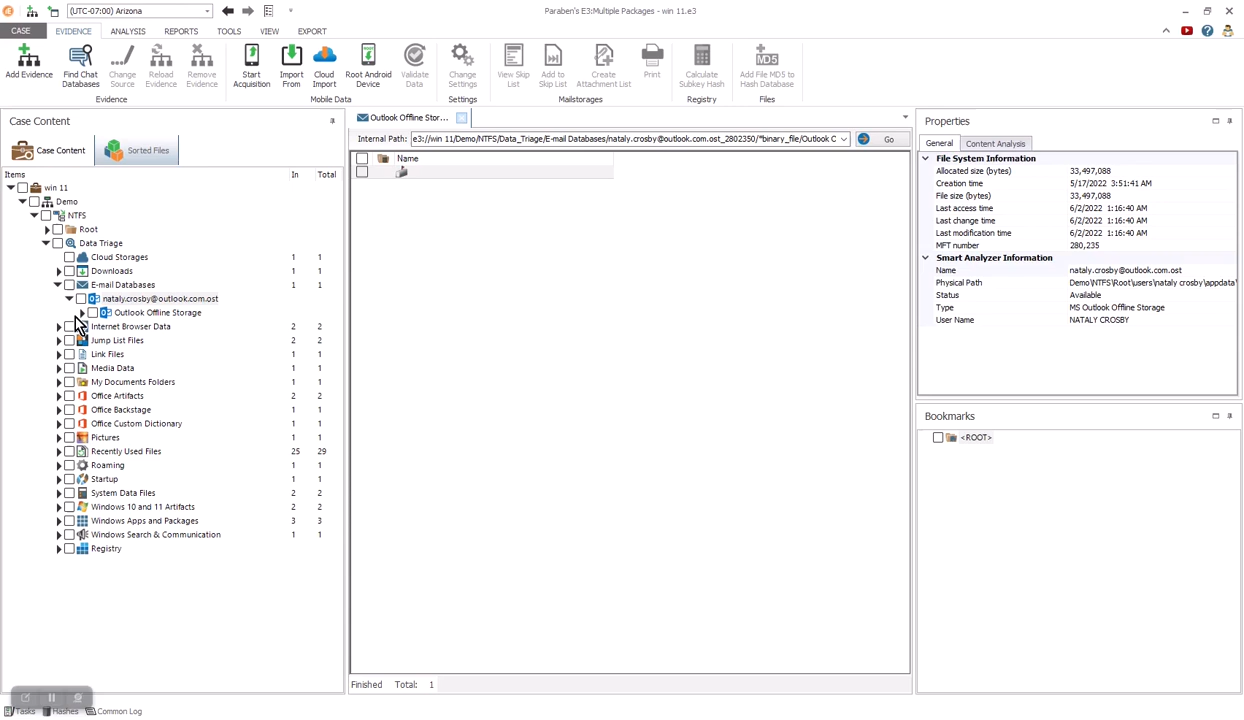 (UTC-07:00) Arizona
Paraben's E3:Multiple Packages - win 11.e3
CASE EVIDENCE ANALYSIS REPORTS TOOLS VIEW EXPORT
Add Evidence
Find Chat Databases
Change Source
Reload Evidence
Remove Evidence
Start Acquisition
Import From
Cloud Import
Root Android Device
Validate Data
Change Settings
View Skip List
Add to Skip List
Create Attachment List
Print
Calculate Subkey Hash
MD5
Add File MD5 to Hash Database
Evidence Mobile Data Settings Mailstorages Registry Files
Case Content
Case Content Sorted Files
Items In Total
win 11
Demo
NTFS
Root
Data Triage
Cloud Storages 1 1
Downloads 1 1
E-mail Databases 1 1
nataly.crosby@outlook.com.ost
Outlook Offline Storage
Internet Browser Data 2 2
Jump List Files 2 2
Link Files 1 1
Media Data 1 1
My Documents Folders 1 1
Office Artifacts 2 2
Office Backstage 1 1
Office Custom Dictionary 1 1
Pictures 1 1
Recently Used Files 25 29
Roaming 1 1
Startup 1 1
System Data Files 2 2
Windows 10 and 11 Artifacts 2 2
Windows Apps and Packages 3 3
Windows Search & Communication 1 1
Registry
Tasks Hashes Common Log
Outlook Offline Stor...
Internal Path: e3://win 11/Demo/NTFS/Data_Triage/E-mail Databases/nataly.crosby@outlook.com.ost_2802350/*binary_file/Outlook O Go
Name
Finished Total: 1
Properties
General Content Analysis
File System Information
Allocated size (bytes) 33,497,088
Creation time 5/17/2022 3:51:41 AM
File size (bytes) 33,497,088
Last access time 6/2/2022 1:16:40 AM
Last change time 6/2/2022 1:16:40 AM
Last modification time 6/2/2022 1:16:40 AM
MFT number 280,235
Smart Analyzer Information
Name nataly.crosby@outlook.com.ost
Physical Path Demo\NTFS\Root\users\nataly crosby\appdata\
Status Available
Type MS Outlook Offline Storage
User Name NATALY CROSBY
Bookmarks
<ROOT>